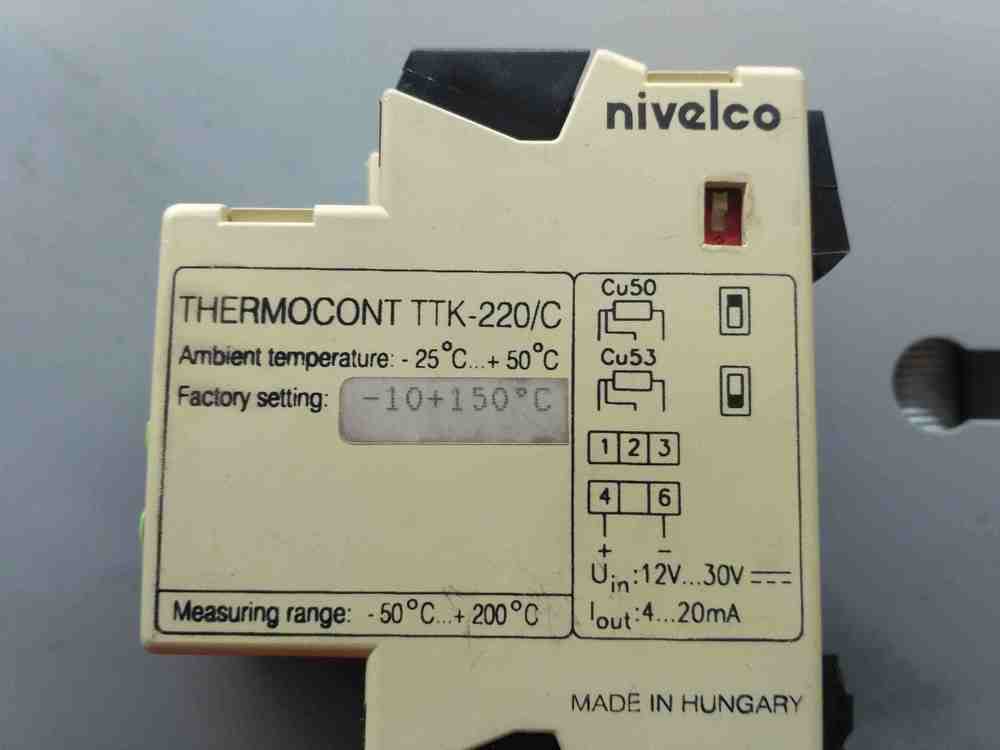 nivelco
THERMOCONT TTK-220/C
Ambient temperature: - 25°C...+ 50°C
Factory setting: -10+150°C
Measuring range: - 50°C...+ 200°C
Cu50
Cu53
1 2 3
4 6
+ −
Uin:12V...30V
Iout:4...20mA
MADE IN HUNGARY